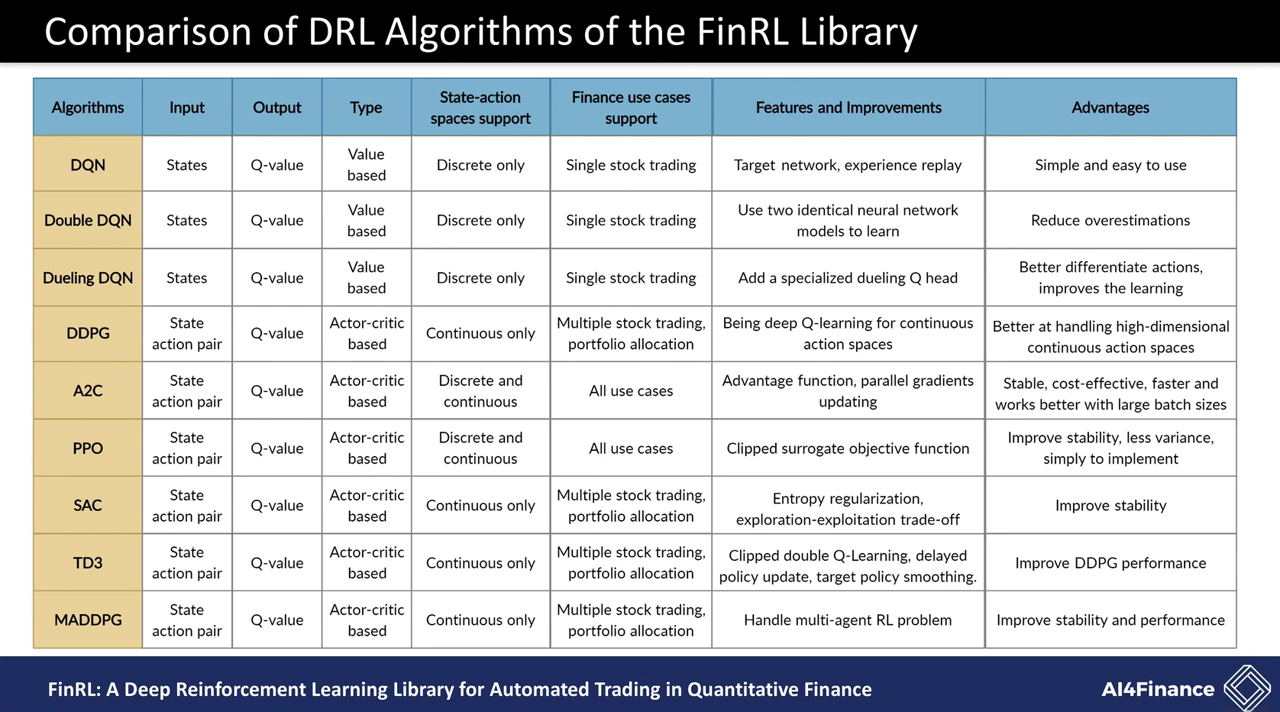 Comparison of DRL Algorithms of the FinRL Library
Algorithms
Input
Output
Type
State-action
spaces support
Finance use cases
support
Features and Improvements
Advantages
DQN
States
Q-value
Value
based
Discrete only
Single stock trading
Target network, experience replay
Simple and easy to use
Double DQN
States
Q-value
Value
based
Discrete only
Single stock trading
Use two identical neural network
models to learn
Reduce overestimations
Dueling DQN
States
Q-value
Value
based
Discrete only
Single stock trading
Add a specialized dueling Q head
Better differentiate actions,
improves the learning
DDPG
State
action pair
Q-value
Actor-critic
based
Continuous only
Multiple stock trading,
portfolio allocation
Being deep Q-learning for continuous
action spaces
Better at handling high-dimensional
continuous action spaces
A2C
State
action pair
Q-value
Actor-critic
based
Discrete and
continuous
All use cases
Advantage function, parallel gradients
updating
Stable, cost-effective, faster and
works better with large batch sizes
PPO
State
action pair
Q-value
Actor-critic
based
Discrete and
continuous
All use cases
Clipped surrogate objective function
Improve stability, less variance,
simply to implement
SAC
State
action pair
Q-value
Actor-critic
based
Continuous only
Multiple stock trading,
portfolio allocation
Entropy regularization,
exploration-exploitation trade-off
Improve stability
TD3
State
action pair
Q-value
Actor-critic
based
Continuous only
Multiple stock trading,
portfolio allocation
Clipped double Q-Learning, delayed
policy update, target policy smoothing.
Improve DDPG performance
MADDPG
State
action pair
Q-value
Actor-critic
based
Continuous only
Multiple stock trading,
portfolio allocation
Handle multi-agent RL problem
Improve stability and performance
FinRL: A Deep Reinforcement Learning Library for Automated Trading in Quantitative Finance
AI4Finance